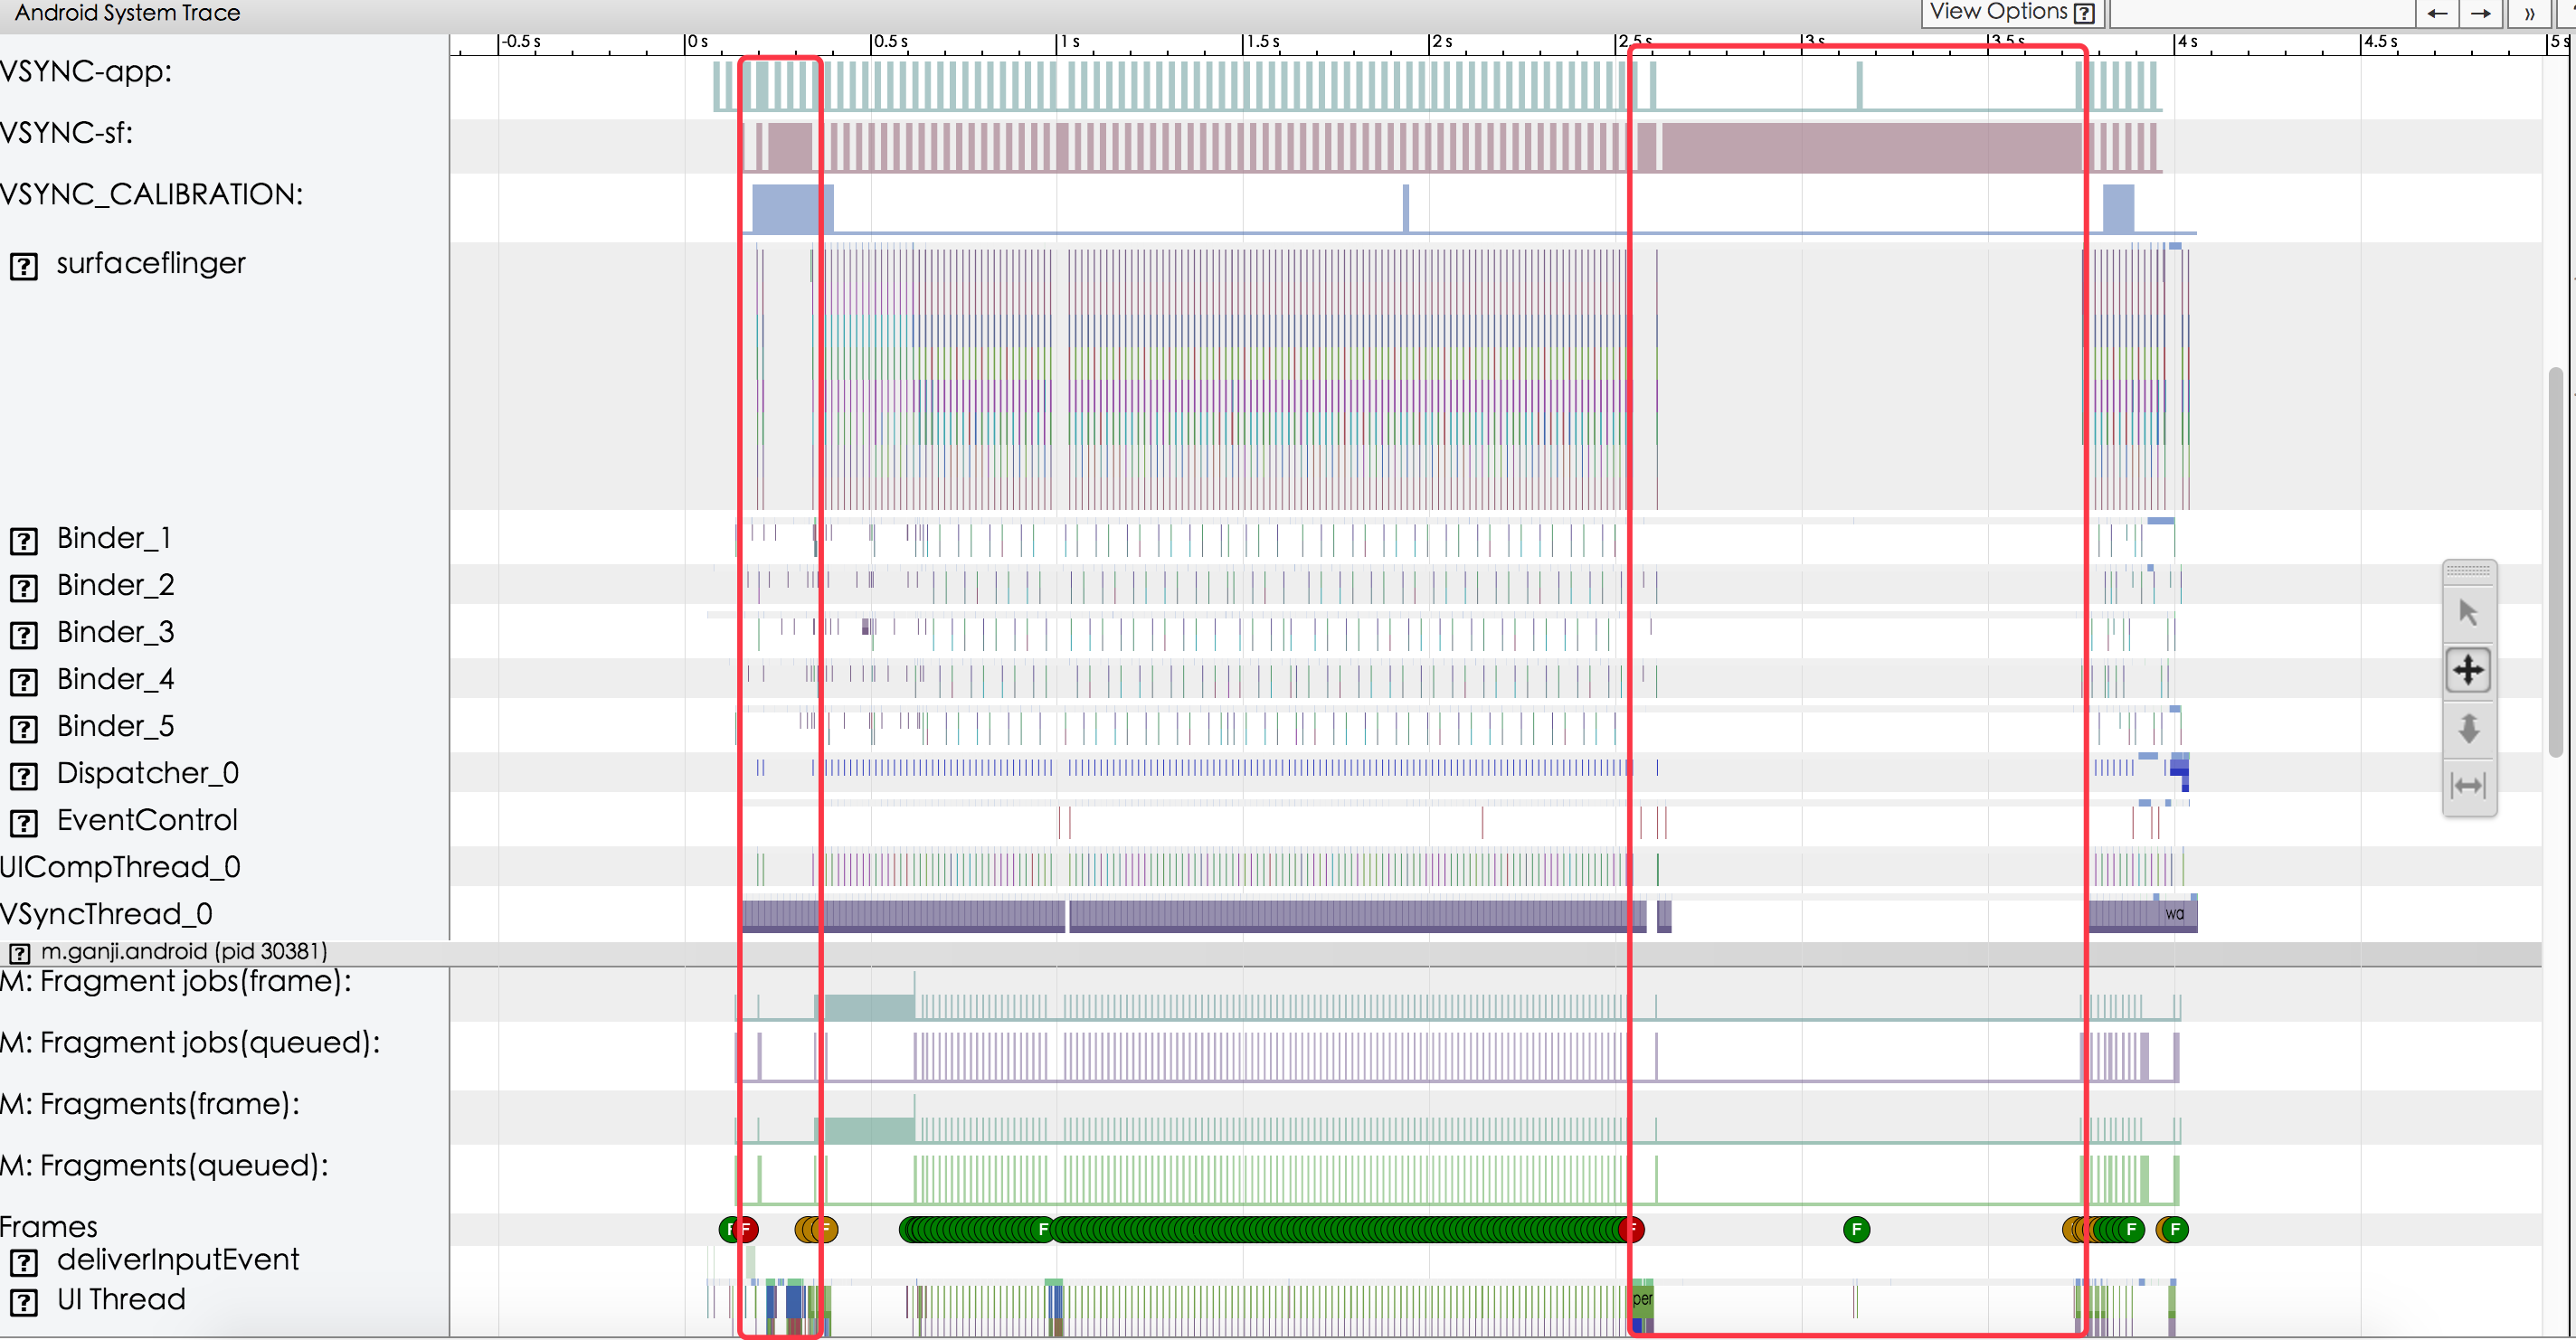 Android System Trace
View Options ?
← → »
-0.5 s 0 s 0.5 s 1 s 1.5 s 2 s 2.5 s 3 s 3.5 s 4 s 4.5 s 5 s
VSYNC-app:
VSYNC-sf:
VSYNC_CALIBRATION:
? surfaceflinger
? Binder_1
? Binder_2
? Binder_3
? Binder_4
? Binder_5
? Dispatcher_0
? EventControl
UICompThread_0
VSyncThread_0
wa
? m.ganji.android (pid 30381)
M: Fragment jobs(frame):
M: Fragment jobs(queued):
M: Fragments(frame):
M: Fragments(queued):
Frames
F F F F F F F F
? deliverInputEvent
? UI Thread
per